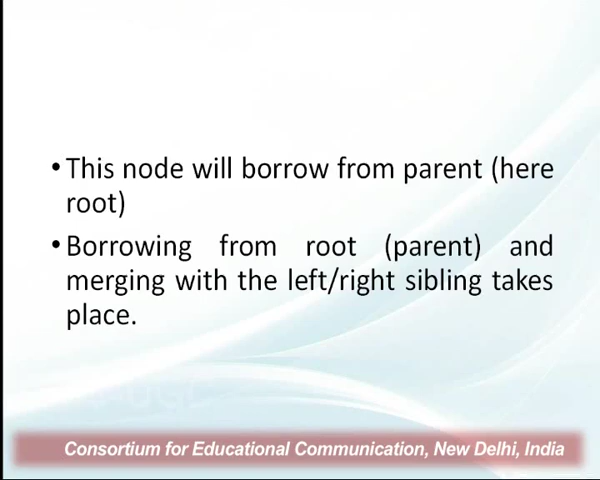 •This node will borrow from parent (here
root)
•Borrowing from root (parent) and
merging with the left/right sibling takes
place.
Consortium for Educational Communication, New Delhi, India